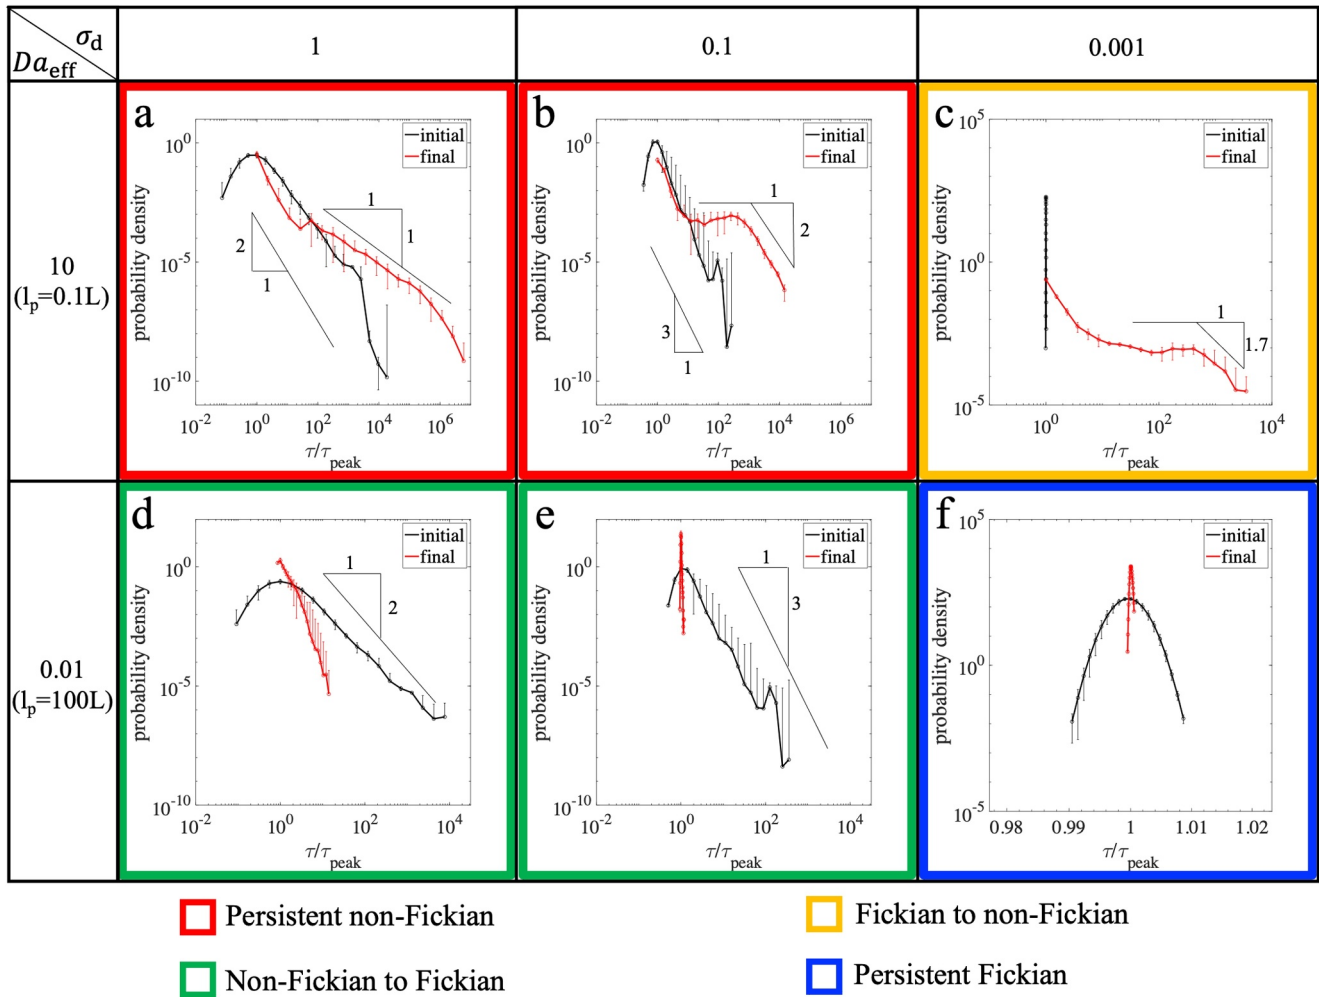 σd
Daeff
1
0.1
0.001
10
(lp=0.1L)
a
initial
final
10^0
10^-5
10^-10
probability density
2
1
1
1
10^-2 10^0 10^2 10^4 10^6
τ/τpeak
b
initial
final
10^0
10^-5
10^-10
probability density
3
1
1
2
10^-2 10^0 10^2 10^4 10^6
τ/τpeak
c
initial
final
10^5
10^0
10^-5
probability density
1
1.7
10^0 10^2 10^4
τ/τpeak
0.01
(lp=100L)
d
initial
final
10^0
10^-5
10^-10
probability density
1
2
10^-2 10^0 10^2 10^4
τ/τpeak
e
initial
final
10^0
10^-5
10^-10
probability density
1
3
10^-2 10^0 10^2 10^4
τ/τpeak
f
initial
final
10^5
10^0
10^-5
probability density
0.98 0.99 1 1.01 1.02
τ/τpeak
Persistent non-Fickian
Fickian to non-Fickian
Non-Fickian to Fickian
Persistent Fickian